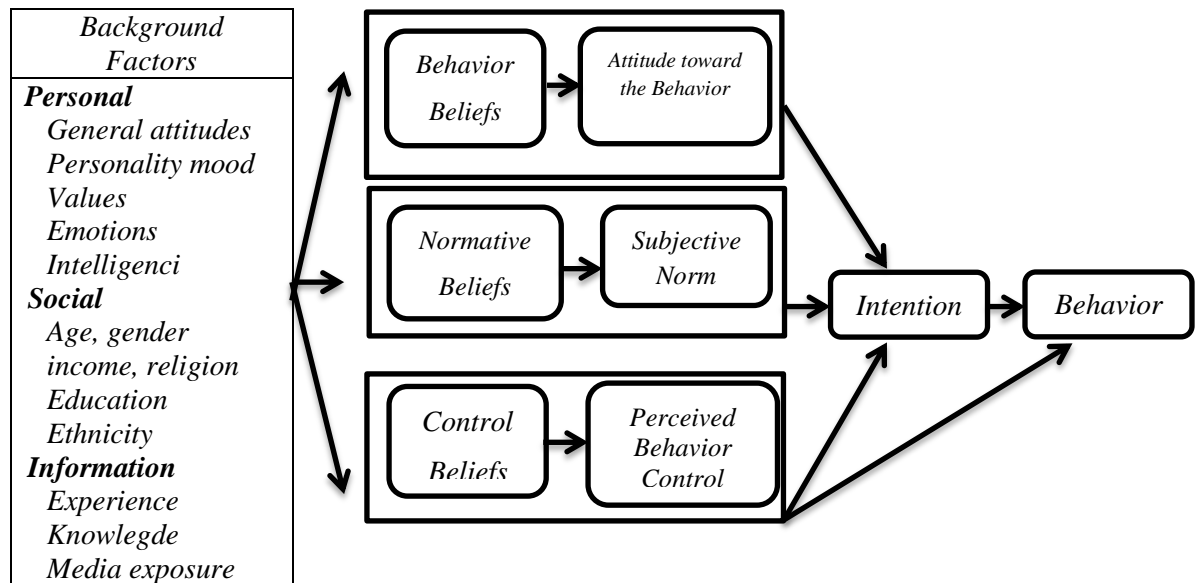 Background
Factors
Personal
General attitudes
Personality mood
Values
Emotions
Intelligenci
Social
Age, gender
income, religion
Education
Ethnicity
Information
Experience
Knowlegde
Media exposure
Behavior
Beliefs
Attitude toward
the Behavior
Normative
Beliefs
Subjective
Norm
Control
Beliefs
Perceived
Behavior
Control
Intention
Behavior